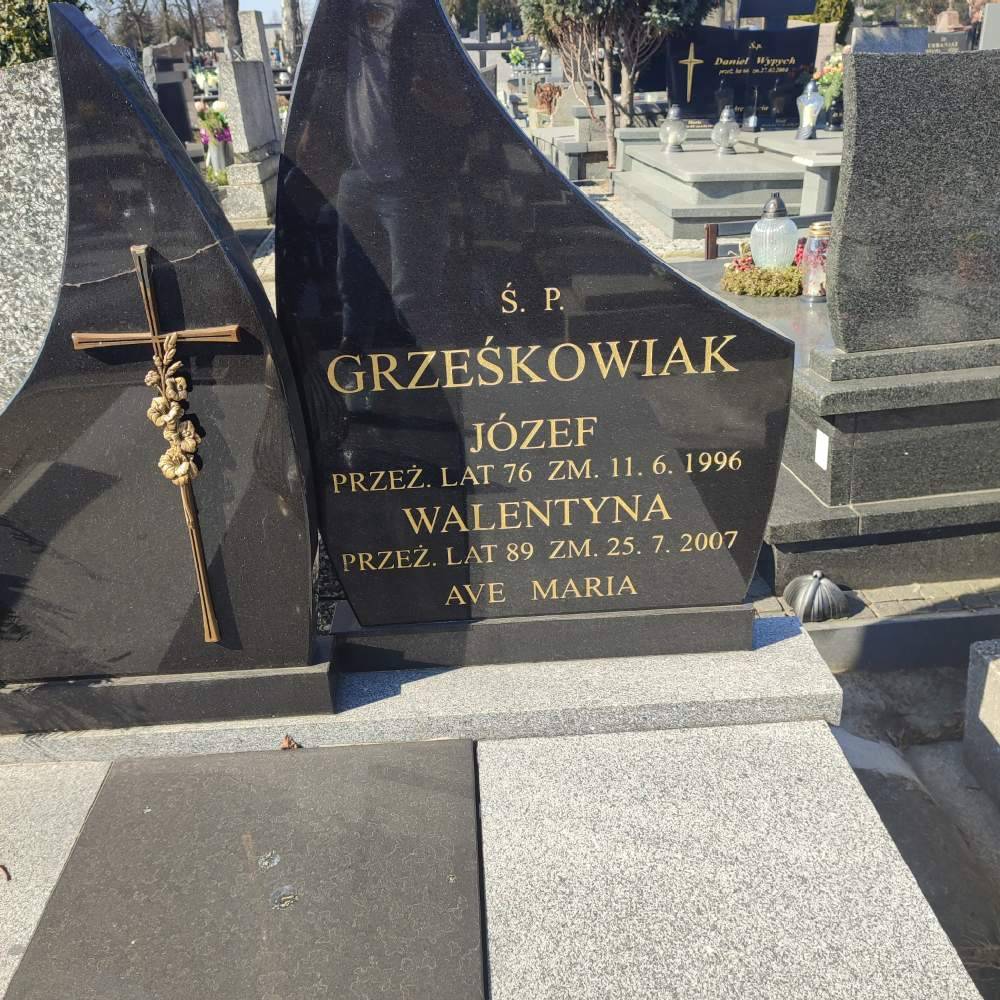 Ś. P.
GRZEŚKOWIAK
JÓZEF
PRZEŻ. LAT 76 ZM. 11. 6. 1996
WALENTYNA
PRZEŻ. LAT 89 ZM. 25. 7. 2007
AVE MARIA
Ś.p.
Daniel Wypych